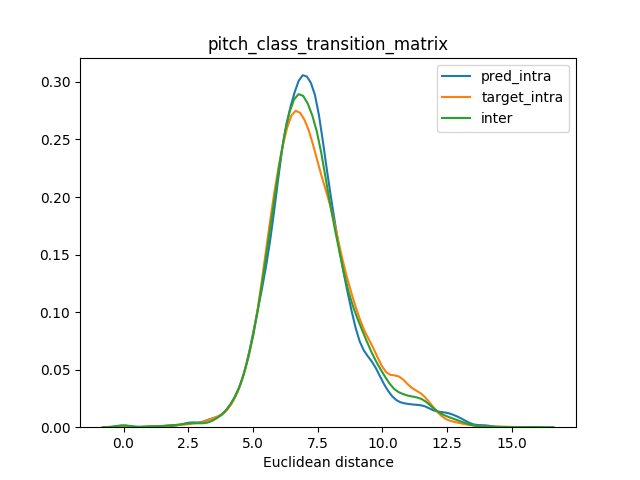 pitch_class_transition_matrix
pred_intra
target_intra
inter
0.30
0.25
0.20
0.15
0.10
0.05
0.00
0.0 2.5 5.0 7.5 10.0 12.5 15.0
Euclidean distance